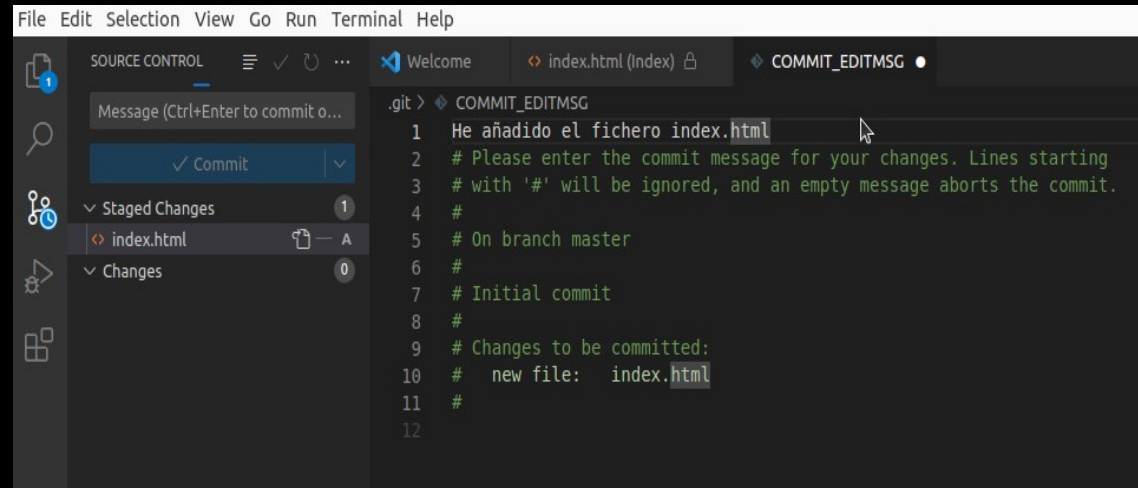 File Edit Selection View Go Run Terminal Help
1
SOURCE CONTROL
Message (Ctrl+Enter to commit o...
Commit
Staged Changes 1
index.html A
Changes 0
Welcome index.html (Index) COMMIT_EDITMSG
.git > COMMIT_EDITMSG
1 He añadido el fichero index.html
2 # Please enter the commit message for your changes. Lines starting
3 # with '#' will be ignored, and an empty message aborts the commit.
4 #
5 # On branch master
6 #
7 # Initial commit
8 #
9 # Changes to be committed:
10 # new file: index.html
11 #
12